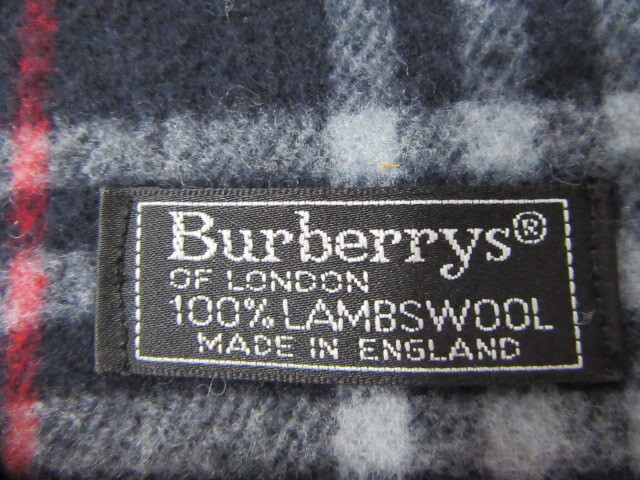 Burberrys®
OF LONDON
100% LAMBSWOOL
MADE IN ENGLAND